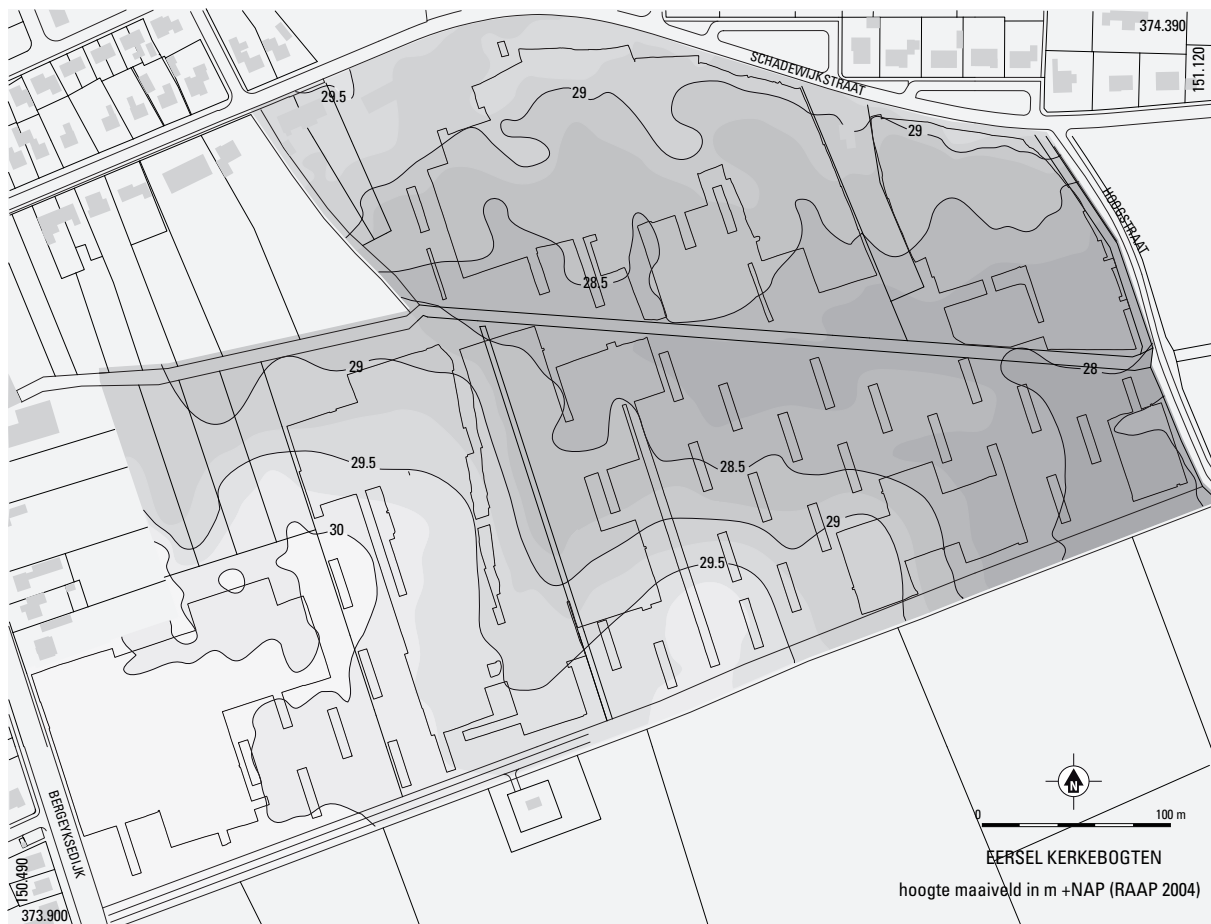 374.390
151.120
SCHADEWIJKSTRAAT
29.5
29
29
HOOGSTRAAT
28.5
29
28
29.5
28.5
30
29
29.5
BERGEYKSEDIJK
N
0 100 m
EERSEL KERKEBOGTEN
hoogte maaiveld in m +NAP (RAAP 2004)
150.490
373.900